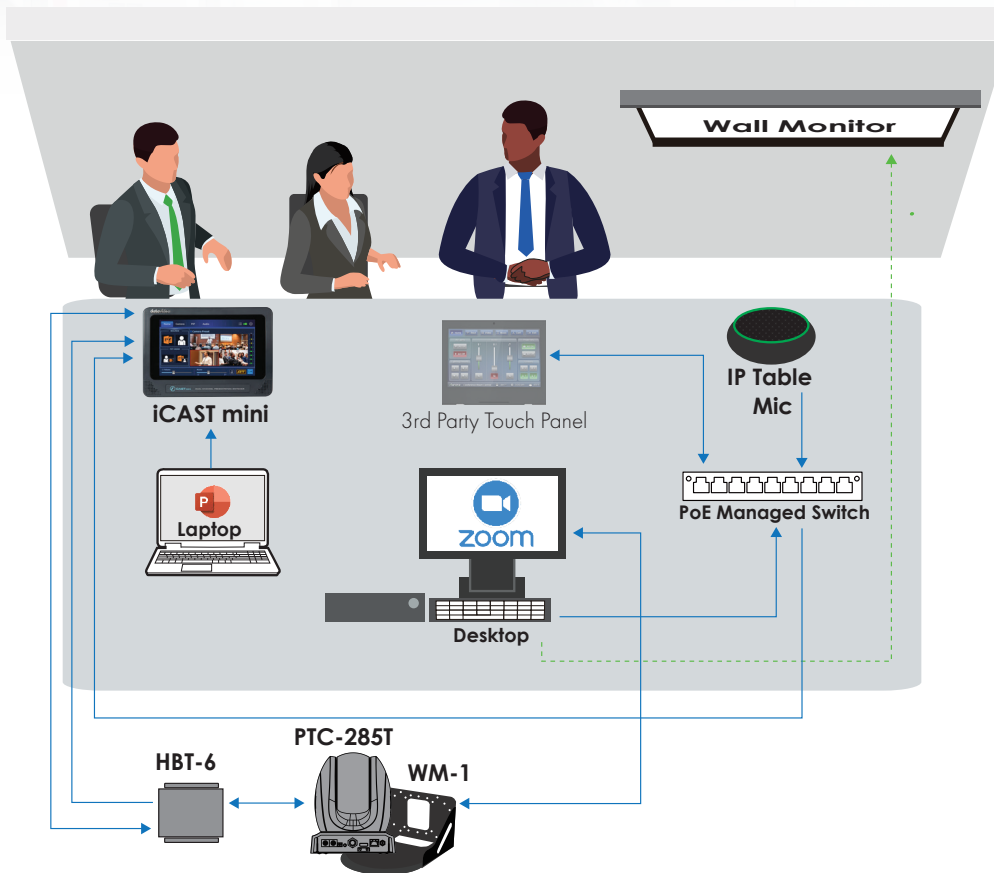 Wall Monitor
datavideo
iCAST mini
3rd Party Touch Panel
IP Table
Mic
P
Laptop
zoom
PoE Managed Switch
Desktop
PTC-285T
HBT-6
WM-1